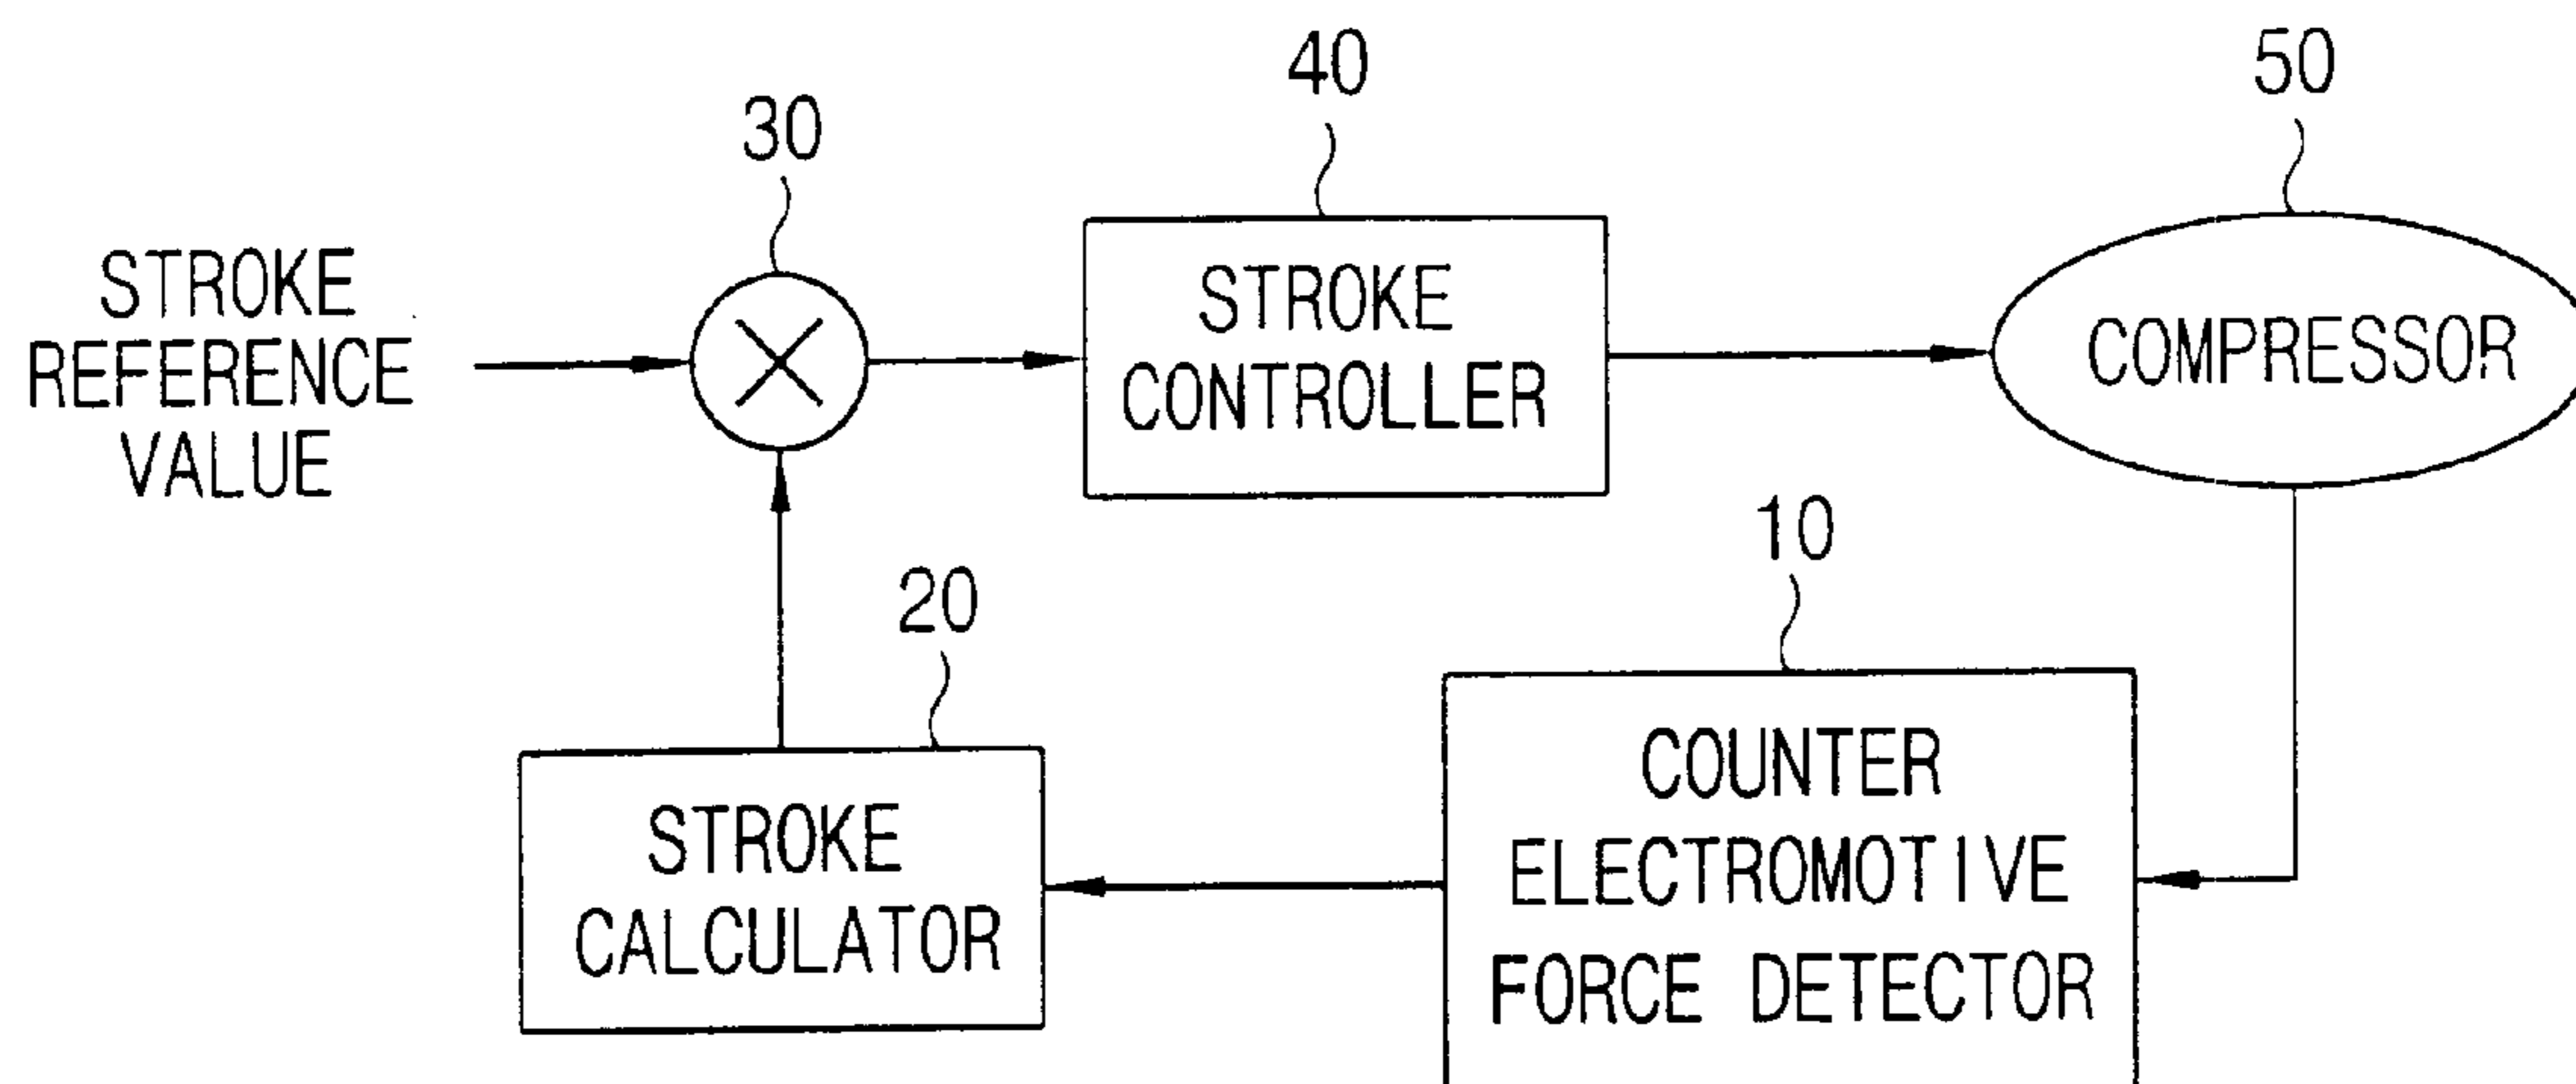 40
50
30
STROKE
REFERENCE
VALUE
STROKE
CONTROLLER
COMPRESSOR
10
20
COUNTER
ELECTROMOTIVE
FORCE DETECTOR
STROKE
CALCULATOR